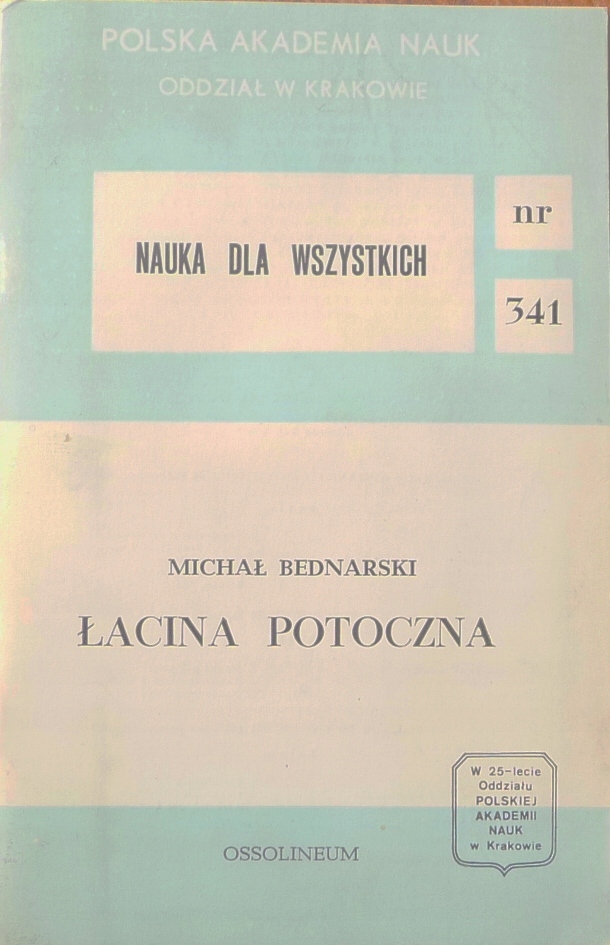 POLSKA AKADEMIA NAUK
ODDZIAŁ W KRAKOWIE
NAUKA DLA WSZYSTKICH
nr
341
MICHAŁ BEDNARSKI
ŁACINA POTOCZNA
W 25-lecie
Oddziału
POLSKIEJ
AKADEMII
NAUK
w Krakowie
OSSOLINEUM